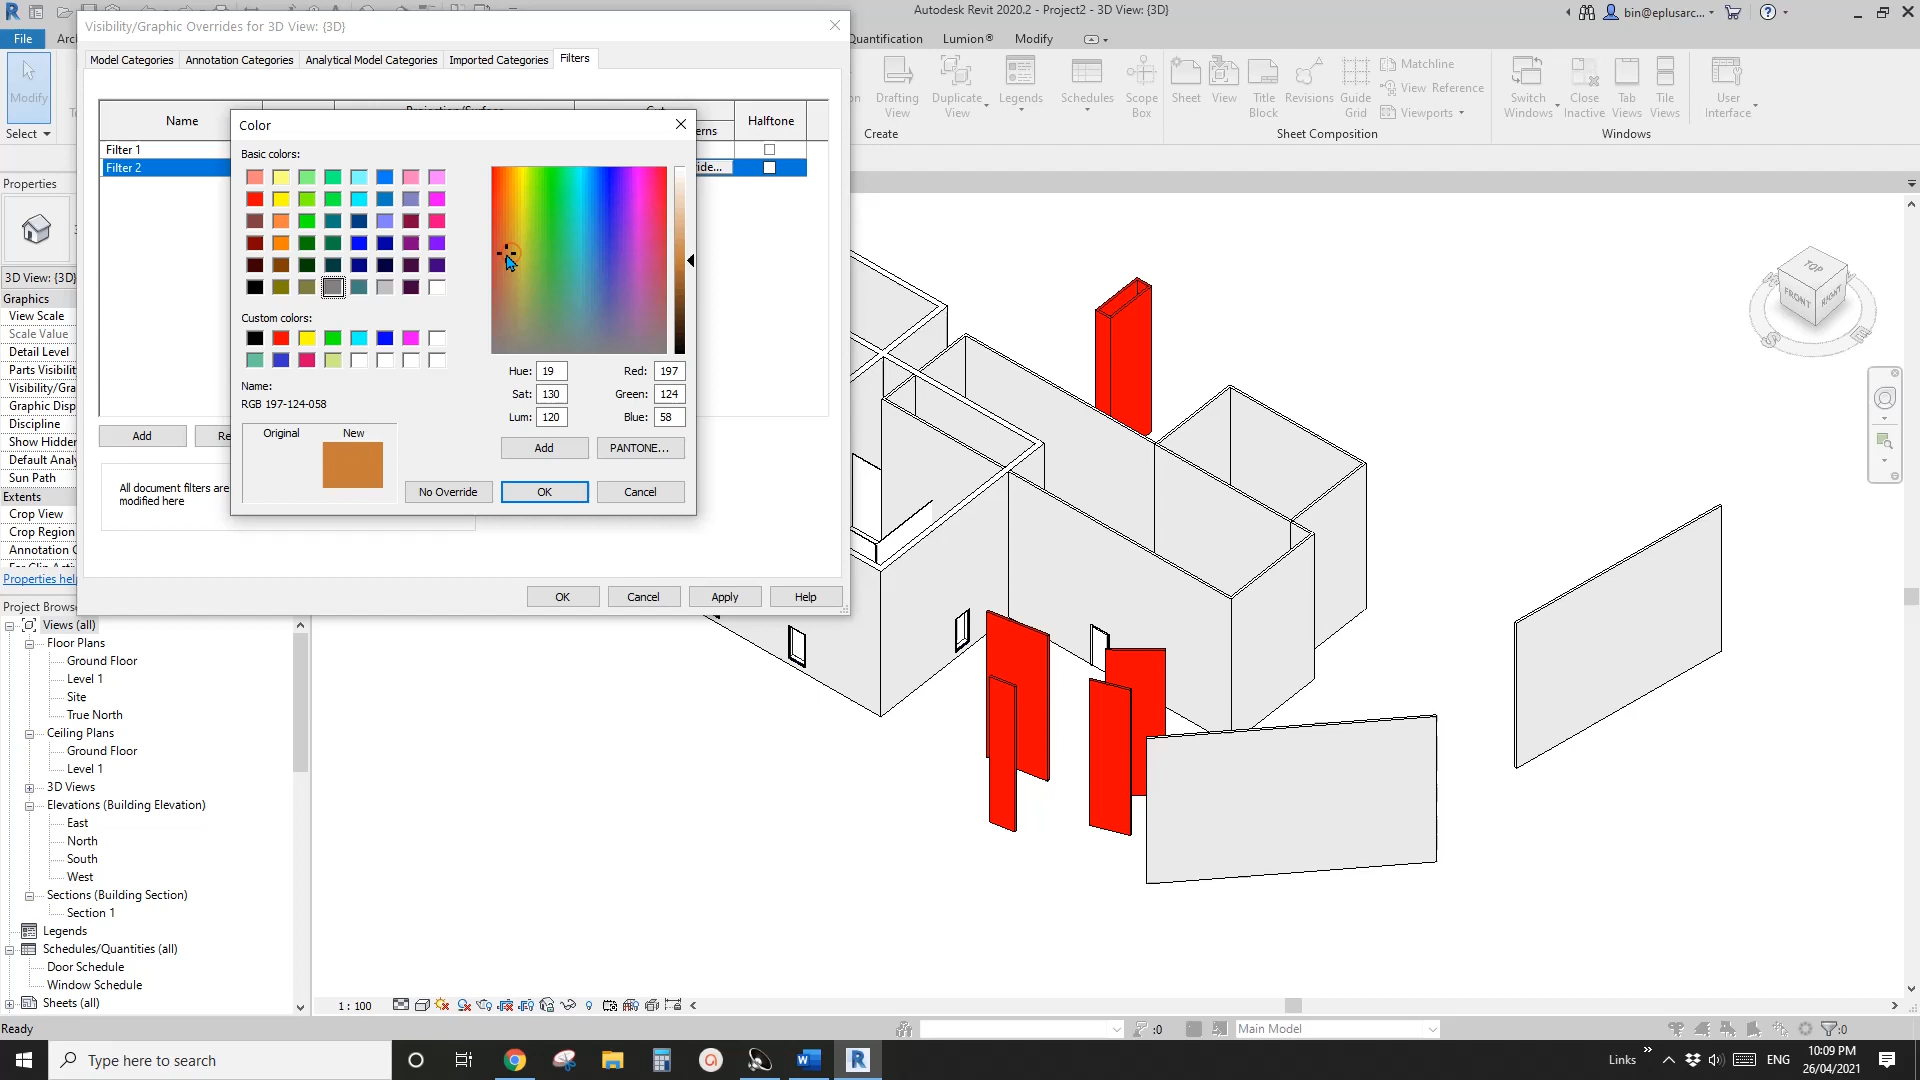 Visibility/Graphic Overrides for 3D View: {3D}
Autodesk Revit 2020.2 - Project2 - 3D View: {3D}
bin@eplusarc...
File
Model Categories
Annotation Categories
Analytical Model Categories
Imported Categories
Filters
Quantification
Lumion®
Modify
Modify
Select
Drafting View
Duplicate View
Legends
Schedules
Scope Box
Sheet
View
Title Block
Revisions
Guide Grid
Matchline
View Reference
Viewports
Switch Windows
Close Inactive
Tab Views
Tile Views
User Interface
Create
Sheet Composition
Windows
Name
Halftone
Filter 1
Filter 2
ide...
Color
Basic colors:
Custom colors:
Name:
RGB 197-124-058
Original
New
Hue: 19
Sat: 130
Lum: 120
Red: 197
Green: 124
Blue: 58
Add
PANTONE...
No Override
OK
Cancel
Add
Re
All document filters are
modified here
OK
Cancel
Apply
Help
Properties
3D View: {3D}
Graphics
View Scale
Scale Value
Detail Level
Parts Visibility
Visibility/Gra
Graphic Disp
Discipline
Show Hidden
Default Analy
Sun Path
Extents
Crop View
Crop Region
Annotation C
Properties help
Project Browse
Views (all)
Floor Plans
Ground Floor
Level 1
Site
True North
Ceiling Plans
Ground Floor
Level 1
3D Views
Elevations (Building Elevation)
East
North
South
West
Sections (Building Section)
Section 1
Legends
Schedules/Quantities (all)
Door Schedule
Window Schedule
Sheets (all)
TOP
FRONT
RIGHT
1 : 100
Ready
:0
Main Model
:0
Type here to search
Links
ENG
10:09 PM
26/04/2021